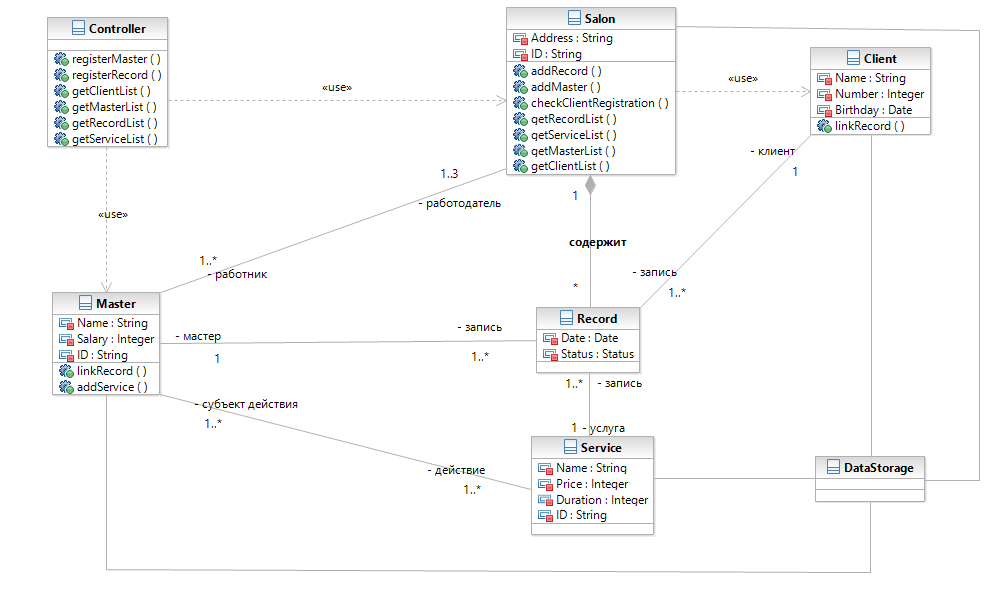 Controller
registerMaster ( )
registerRecord ( )
getClientList ( )
getMasterList ( )
getRecordList ( )
getServiceList ( )
Salon
Address : String
ID : String
addRecord ( )
addMaster ( )
checkClientRegistration ( )
getRecordList ( )
getServiceList ( )
getMasterList ( )
getClientList ( )
Client
Name : String
Number : Integer
Birthday : Date
linkRecord ( )
«use»
«use»
«use»
1..3
- работодатель
1..*
- работник
1
содержит
*
- клиент
1
- запись
1..*
Master
Name : String
Salary : Integer
ID : String
linkRecord ( )
addService ( )
- мастер
1
- запись
1..*
Record
Date : Date
Status : Status
1..*
- запись
1
- услуга
- субъект действия
1..*
- действие
1..*
Service
Name : String
Price : Integer
Duration : Integer
ID : String
DataStorage